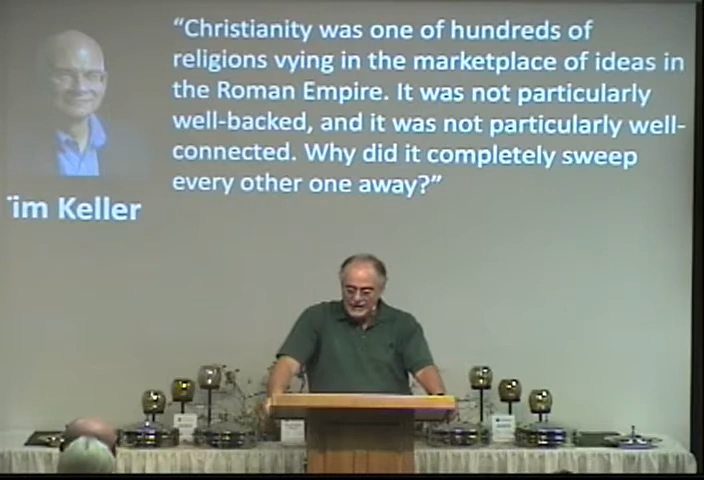 "Christianity was one of hundreds of
religions vying in the marketplace of ideas in
the Roman Empire. It was not particularly
well-backed, and it was not particularly well-
connected. Why did it completely sweep
every other one away?"
Tim Keller